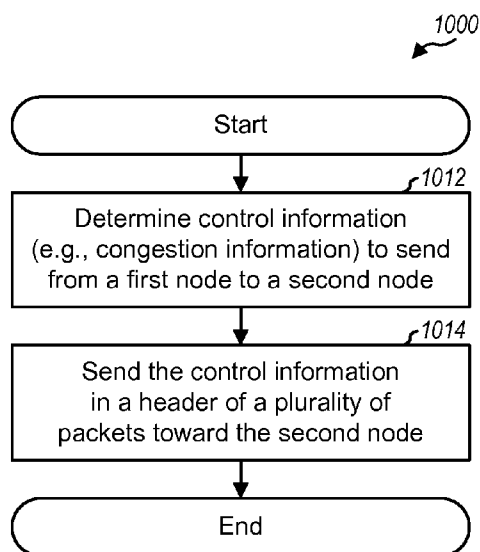 1000
Start
1012
Determine control information
(e.g., congestion information) to send
from a first node to a second node
1014
Send the control information
in a header of a plurality of
packets toward the second node
End